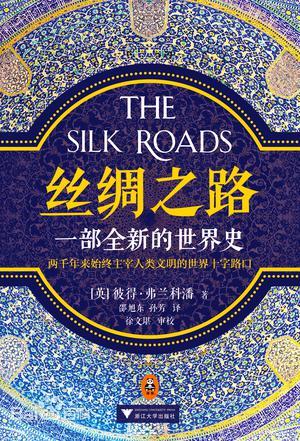 THE
SILK ROADS
丝绸之路
一部全新的世界史
两千年来始终主宰人类文明的世界十字路口
[英] 彼得·弗兰科潘 著
邵旭东 孙芳 译
徐文堪 审校
ZHEJIANG UNIVERSITY PRESS
浙江大学出版社